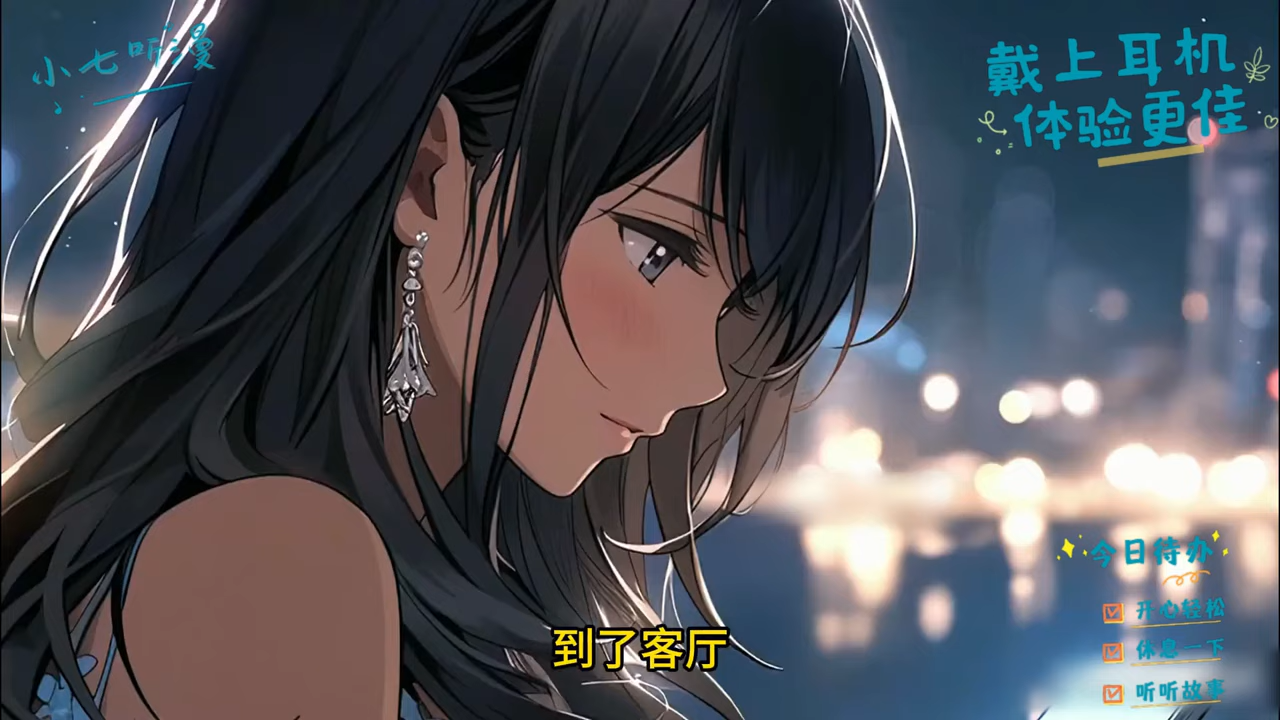 小七听漫
戴上耳机
体验更佳
今日待办
开心轻松
休息一下
听听故事
到了客厅